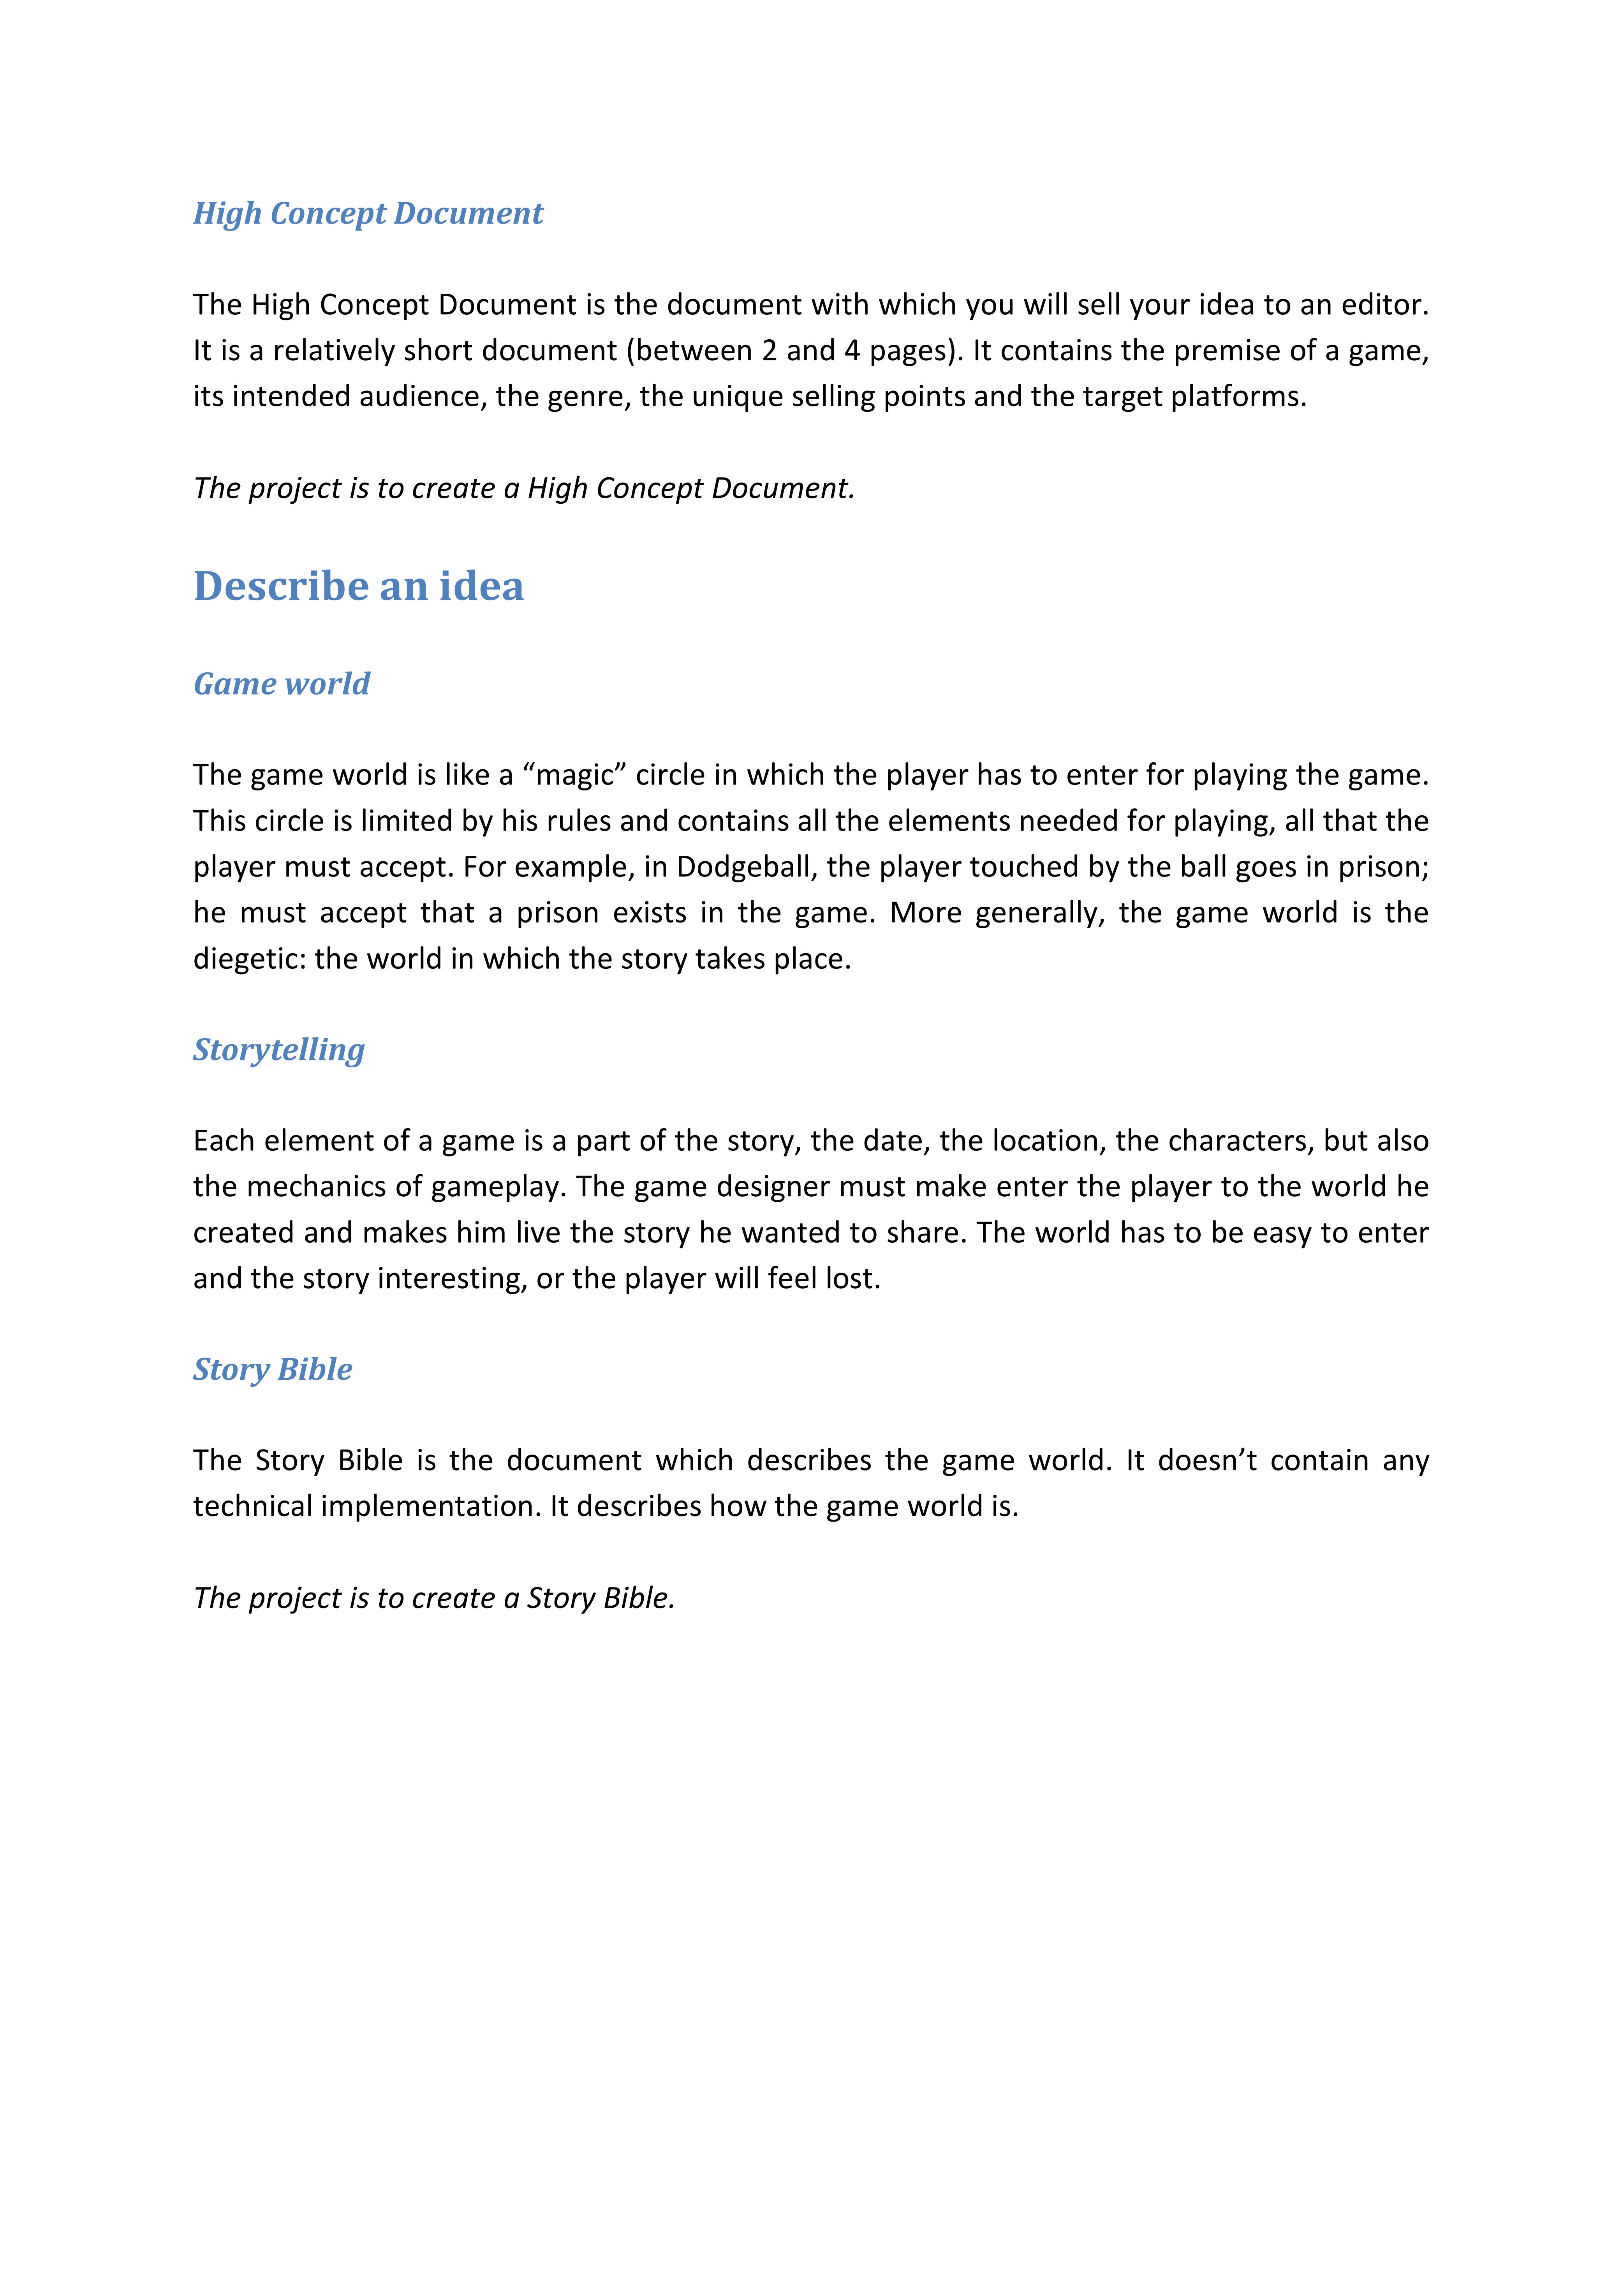 High Concept Document
The High Concept Document is the document with which you will sell your idea to an editor.
It is a relatively short document (between 2 and 4 pages). It contains the premise of a game,
its intended audience, the genre, the unique selling points and the target platforms.
The project is to create a High Concept Document.
Describe an idea
Game world
The game world is like a “magic” circle in which the player has to enter for playing the game.
This circle is limited by his rules and contains all the elements needed for playing, all that the
player must accept. For example, in Dodgeball, the player touched by the ball goes in prison;
he must accept that a prison exists in the game. More generally, the game world is the
diegetic: the world in which the story takes place.
Storytelling
Each element of a game is a part of the story, the date, the location, the characters, but also
the mechanics of gameplay. The game designer must make enter the player to the world he
created and makes him live the story he wanted to share. The world has to be easy to enter
and the story interesting, or the player will feel lost.
Story Bible
The Story Bible is the document which describes the game world. It doesn’t contain any
technical implementation. It describes how the game world is.
The project is to create a Story Bible.